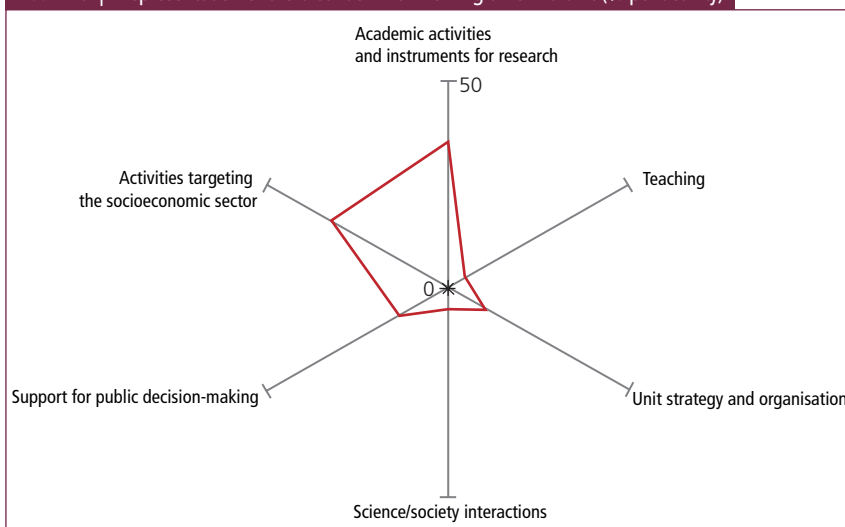 Academic activities
and instruments for research
50
Activities targeting
the socioeconomic sector
Teaching
0
Support for public decision-making
Unit strategy and organisation
Science/society interactions